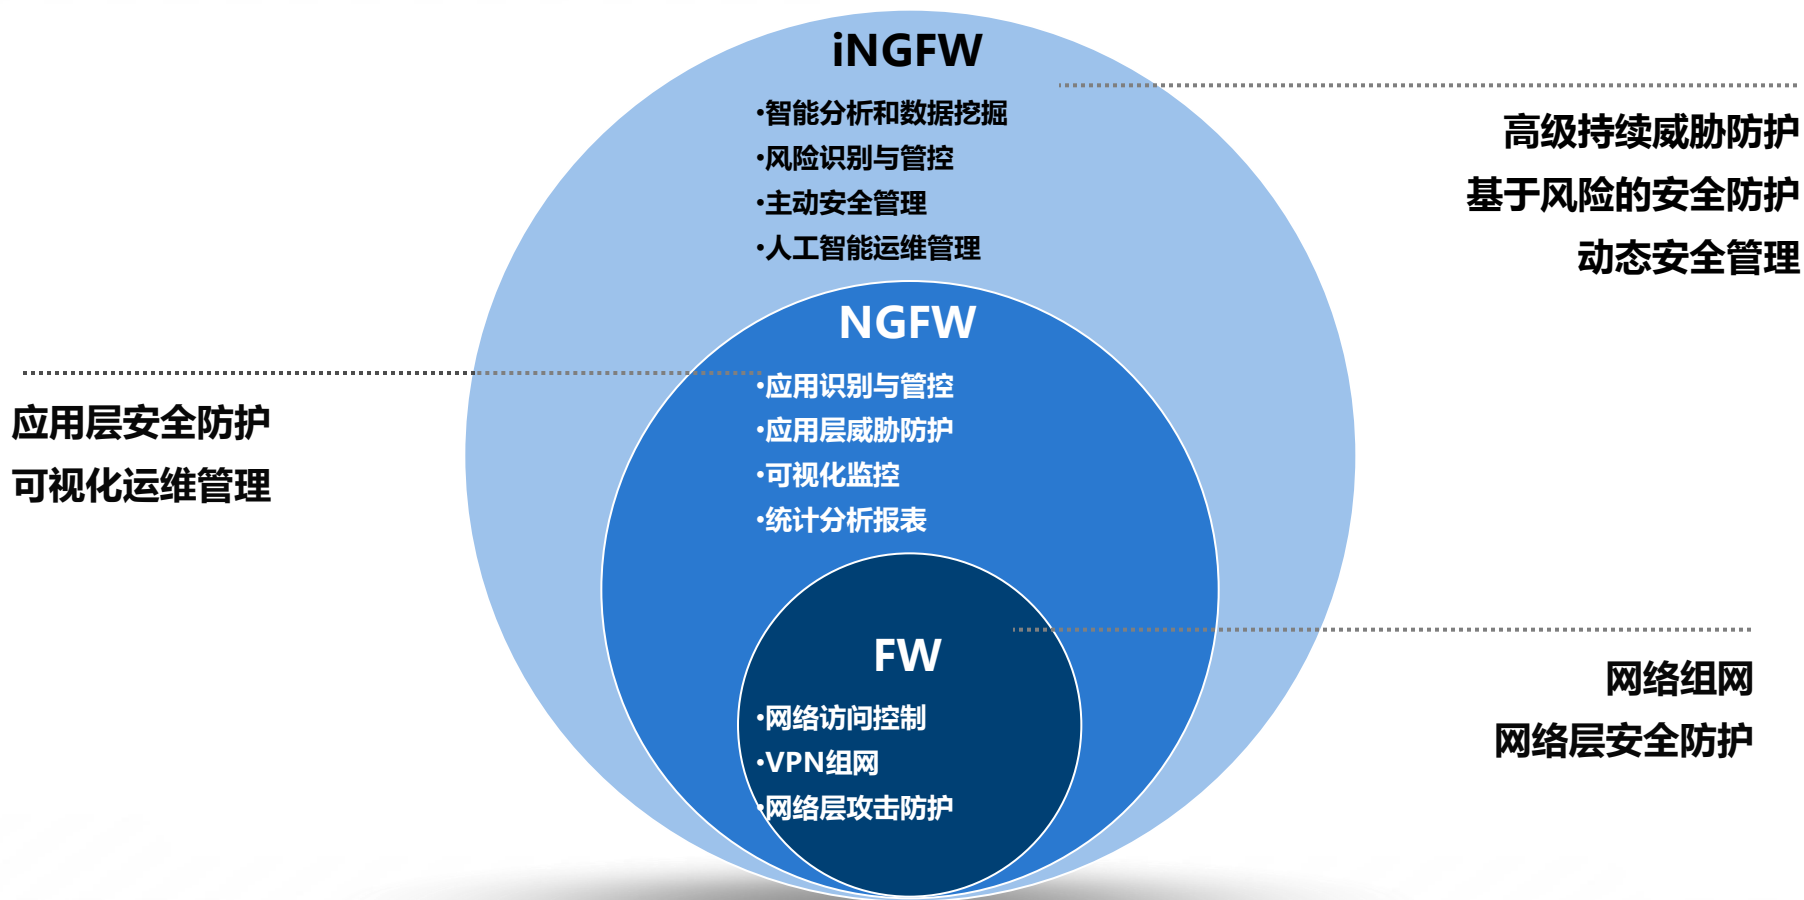 iNGFW
·智能分析和数据挖掘
·风险识别与管控
·主动安全管理
·人工智能运维管理
高级持续威胁防护
基于风险的安全防护
动态安全管理
NGFW
·应用识别与管控
·应用层威胁防护
·可视化监控
·统计分析报表
应用层安全防护
可视化运维管理
FW
·网络访问控制
·VPN组网
·网络层攻击防护
网络组网
网络层安全防护